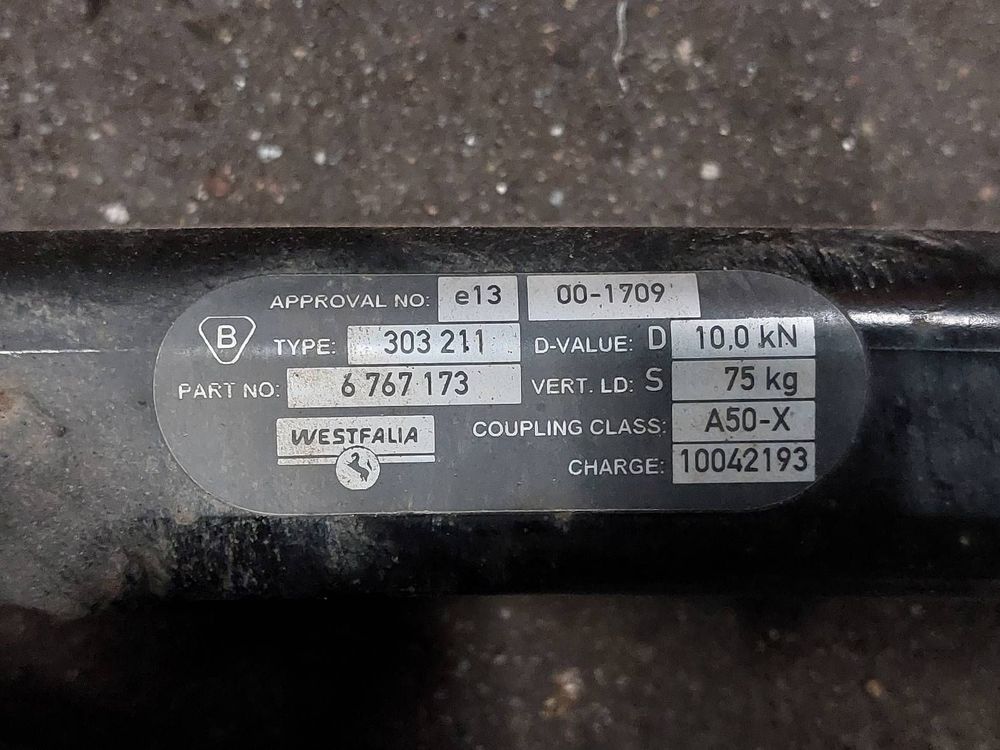 APPROVAL NO: e13 00-1709
B TYPE: 303 211 D-VALUE: D 10,0 kN
PART NO: 6 767 173 VERT. LD: S 75 kg
WESTFALIA COUPLING CLASS: A50-X
CHARGE: 10042193